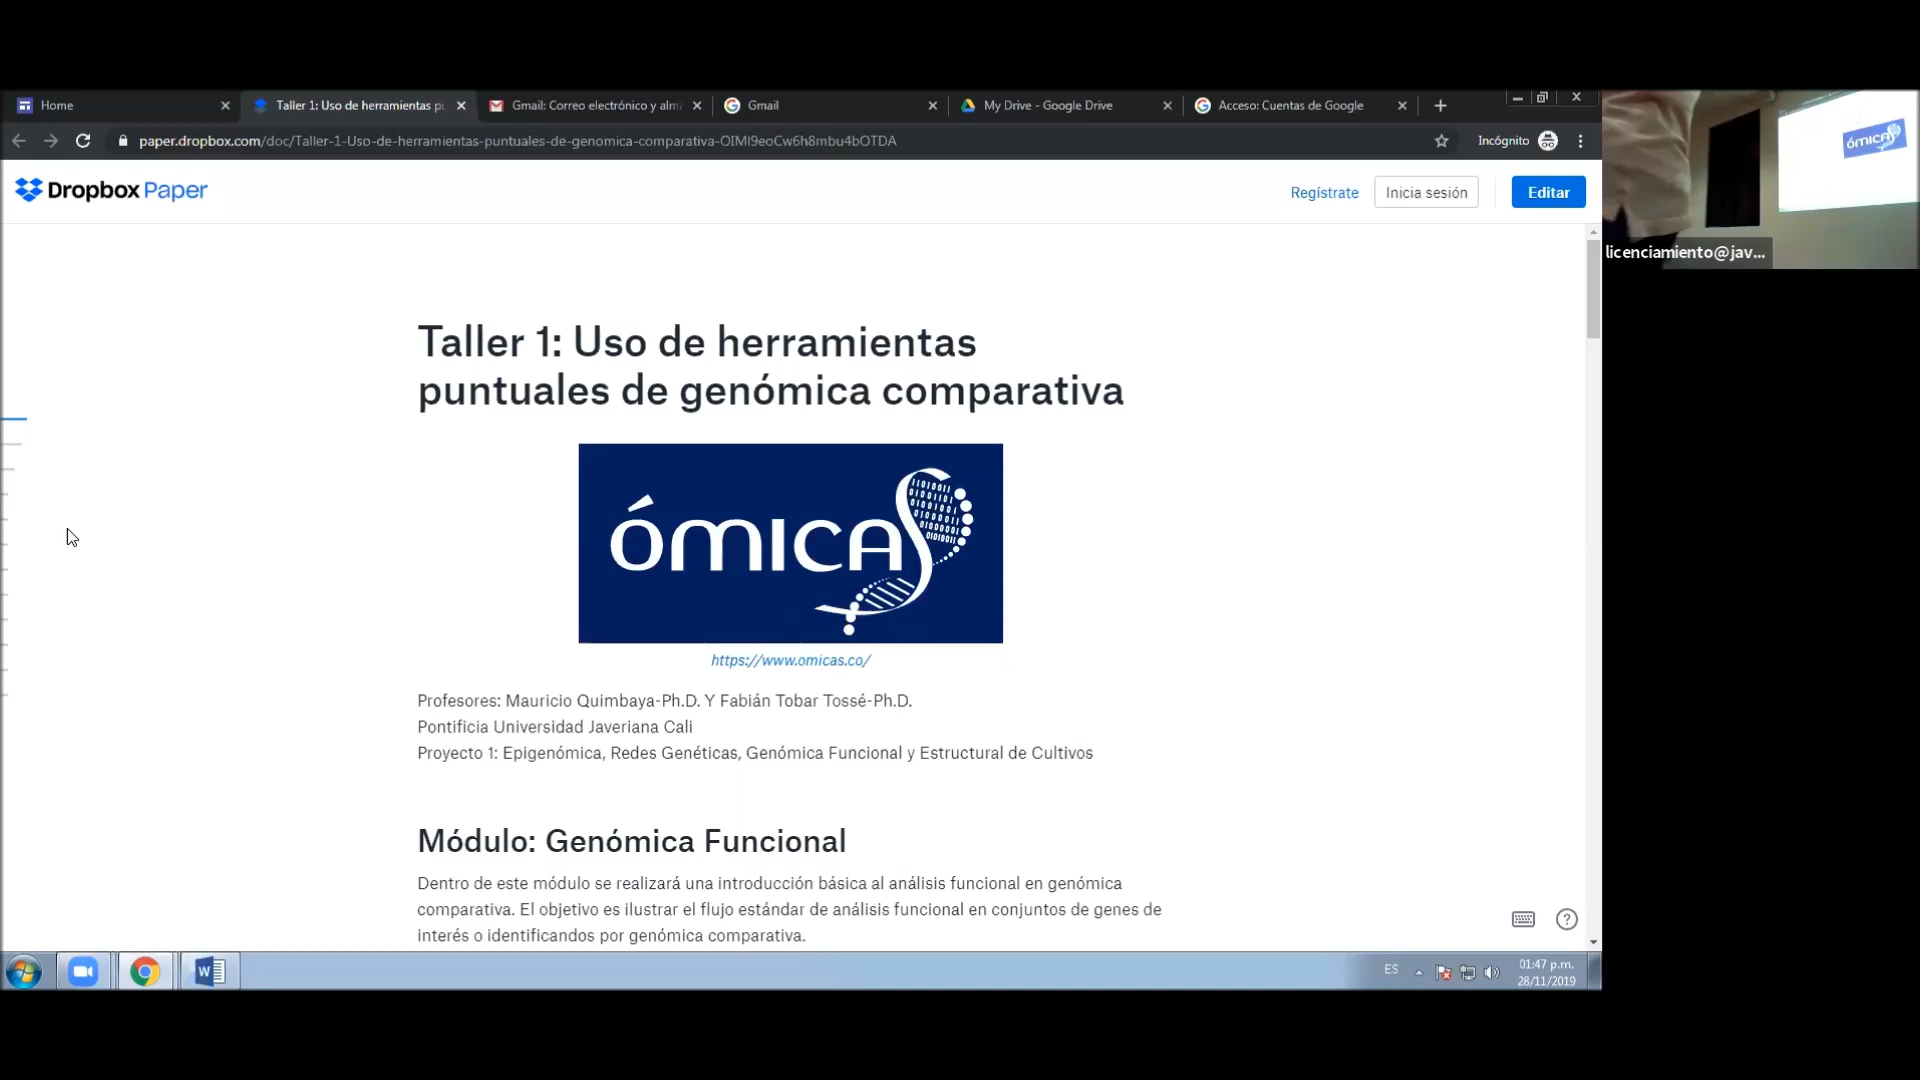 Home
Taller 1: Uso de herramientas pu
Gmail: Correo electrónico y alm
Gmail
My Drive - Google Drive
Acceso: Cuentas de Google
paper.dropbox.com/doc/Taller-1-Uso-de-herramientas-puntuales-de-genomica-comparativa-OIMI9eoCw6h8mbu4bOTDA
Incógnito
ómicas
licenciamiento@jav...
Dropbox Paper
Regístrate
Inicia sesión
Editar
Taller 1: Uso de herramientas
puntuales de genómica comparativa
ómicas
https://www.omicas.co/
Profesores: Mauricio Quimbaya-Ph.D. Y Fabián Tobar Tossé-Ph.D.
Pontificia Universidad Javeriana Cali
Proyecto 1: Epigenómica, Redes Genéticas, Genómica Funcional y Estructural de Cultivos
Módulo: Genómica Funcional
Dentro de este módulo se realizará una introducción básica al análisis funcional en genómica
comparativa. El objetivo es ilustrar el flujo estándar de análisis funcional en conjuntos de genes de
interés o identificandos por genómica comparativa.
ES
01:47 p.m.
28/11/2019